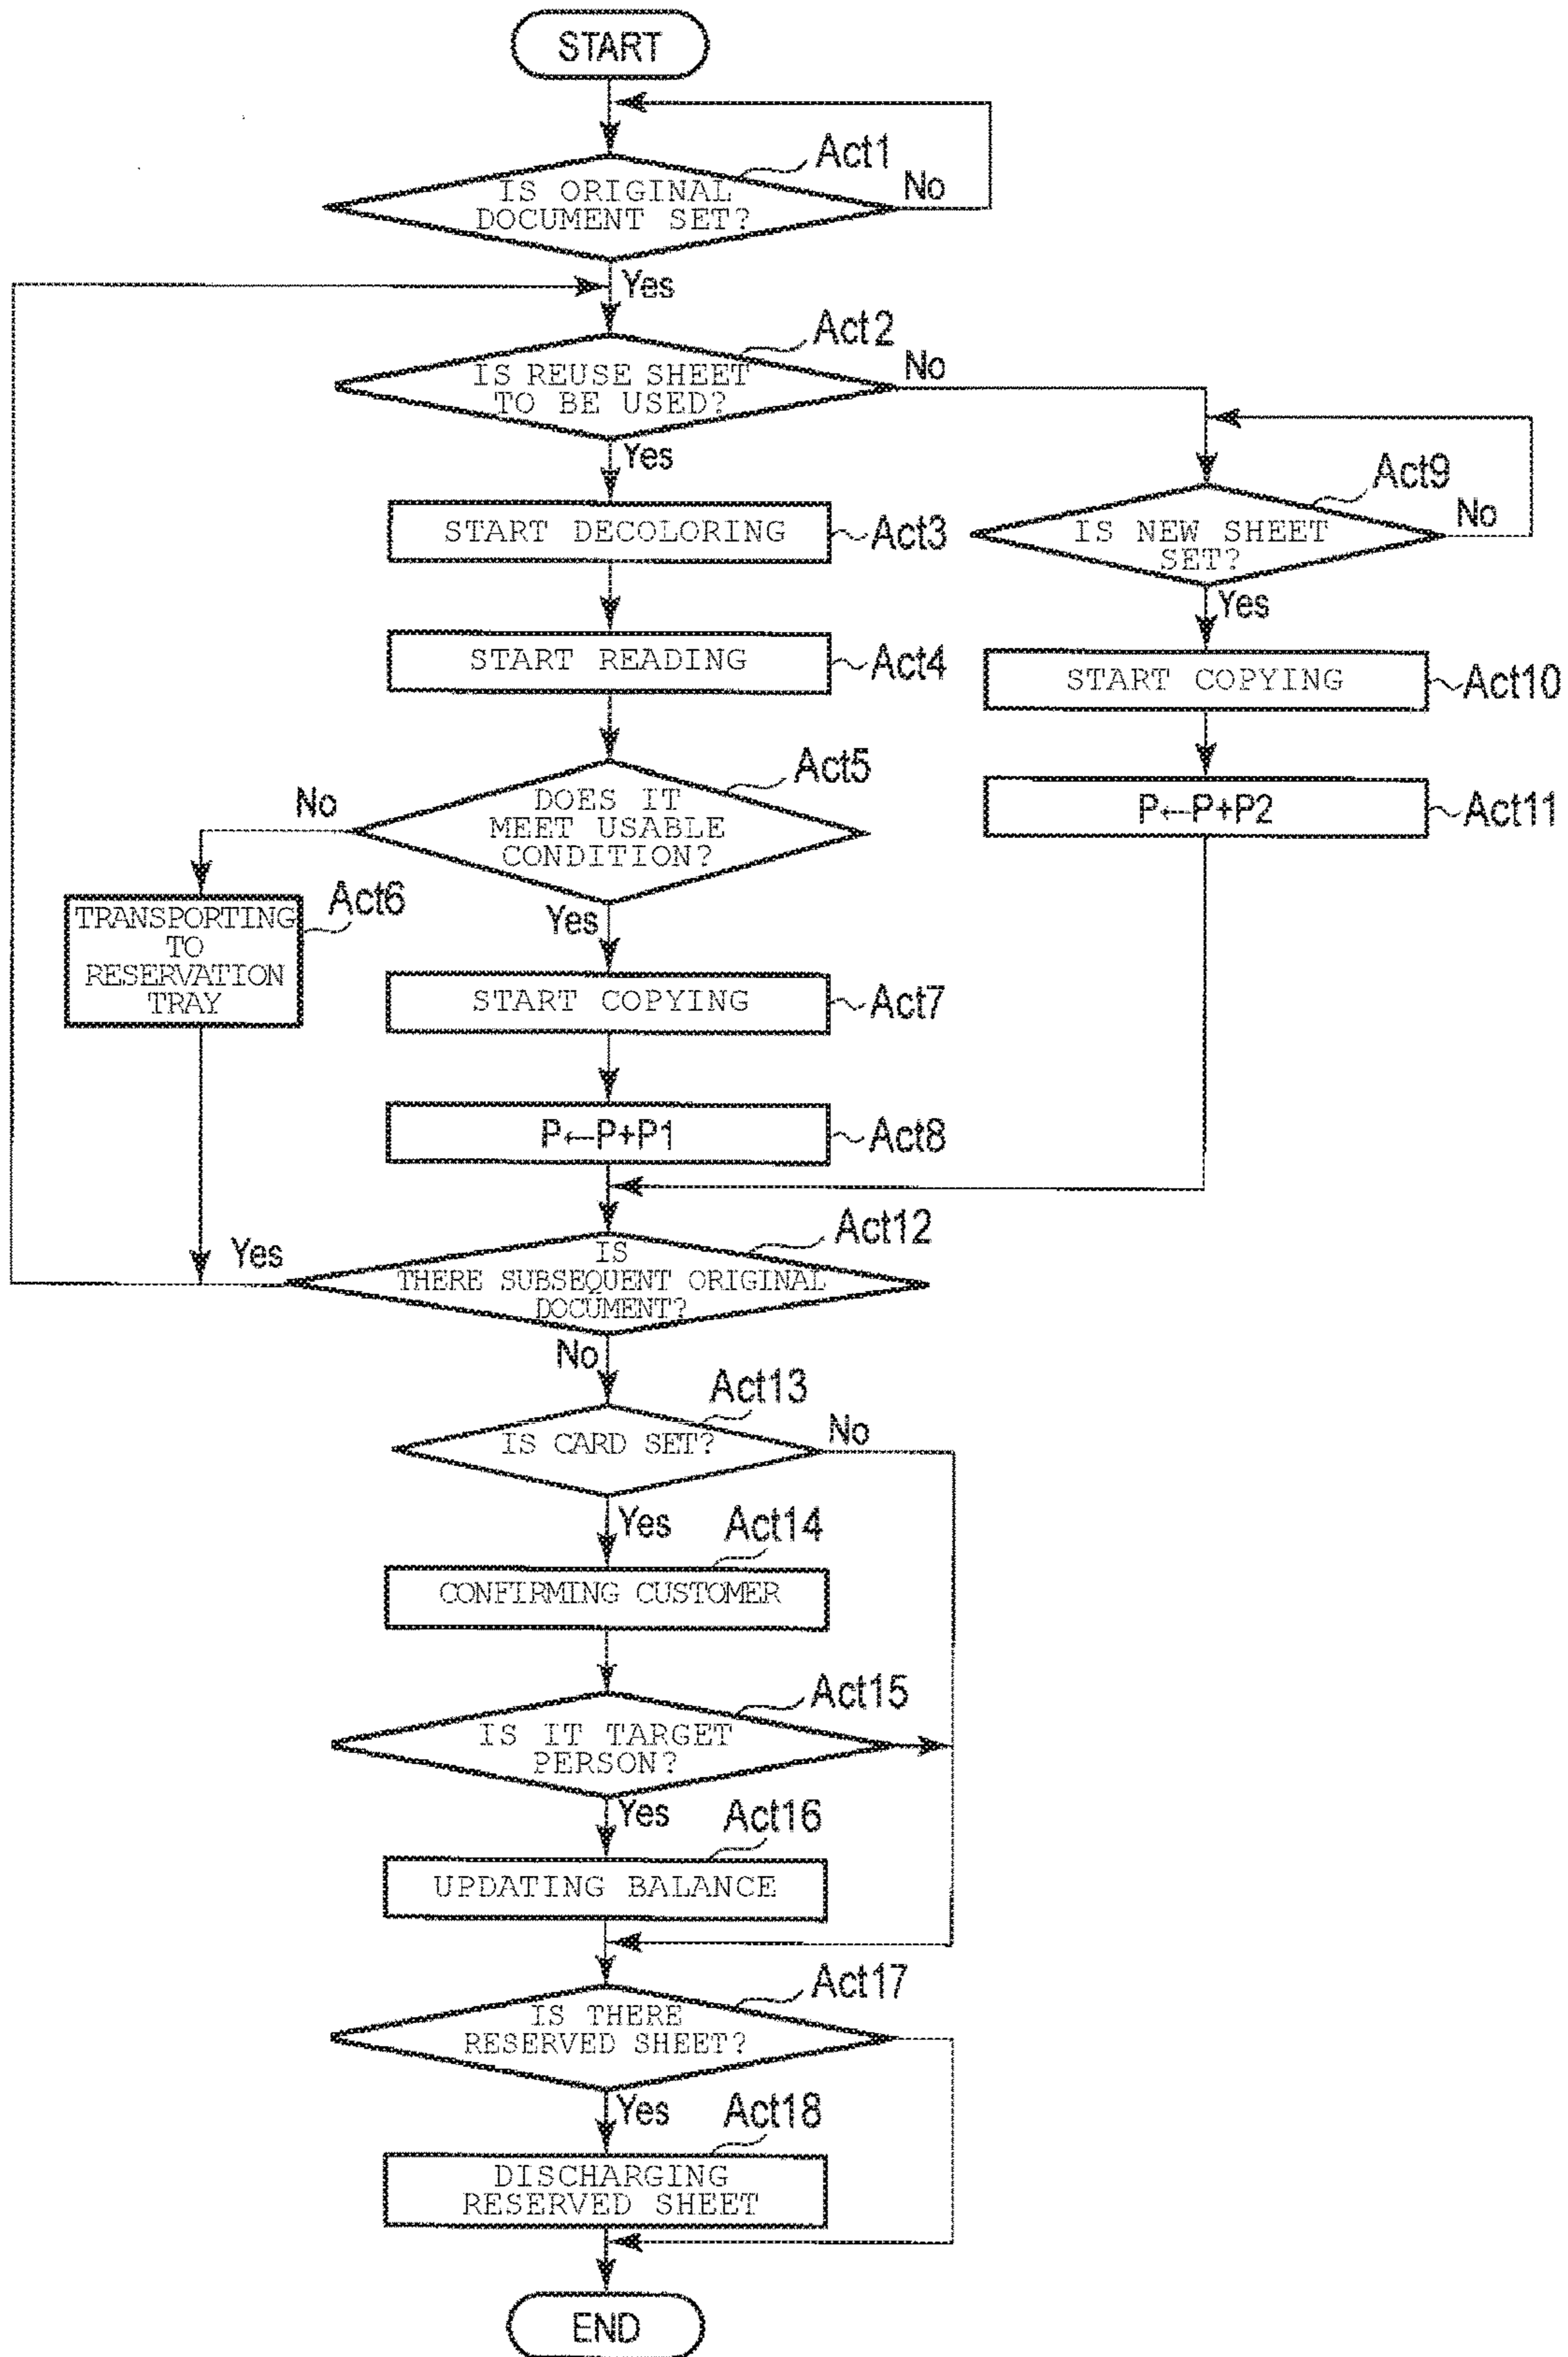 START
Act1
IS ORIGINAL
DOCUMENT SET?
No
Yes
Act2
IS REUSE SHEET
TO BE USED?
No
Yes
START DECOLORING
Act3
Act9
IS NEW SHEET
SET?
No
Yes
START READING
Act4
START COPYING
Act10
Act5
DOES IT
MEET USABLE
CONDITION?
No
Yes
P←P+P2
Act11
TRANSPORTING
TO
RESERVATION
TRAY
Act6
START COPYING
Act7
P←P+P1
Act8
Act12
IS
THERE SUBSEQUENT ORIGINAL
DOCUMENT?
Yes
No
Act13
IS CARD SET?
No
Yes
Act14
CONFIRMING CUSTOMER
Act15
IS IT TARGET
PERSON?
Yes
Act16
UPDATING BALANCE
Act17
IS THERE
RESERVED SHEET?
Yes
Act18
DISCHARGING
RESERVED SHEET
END